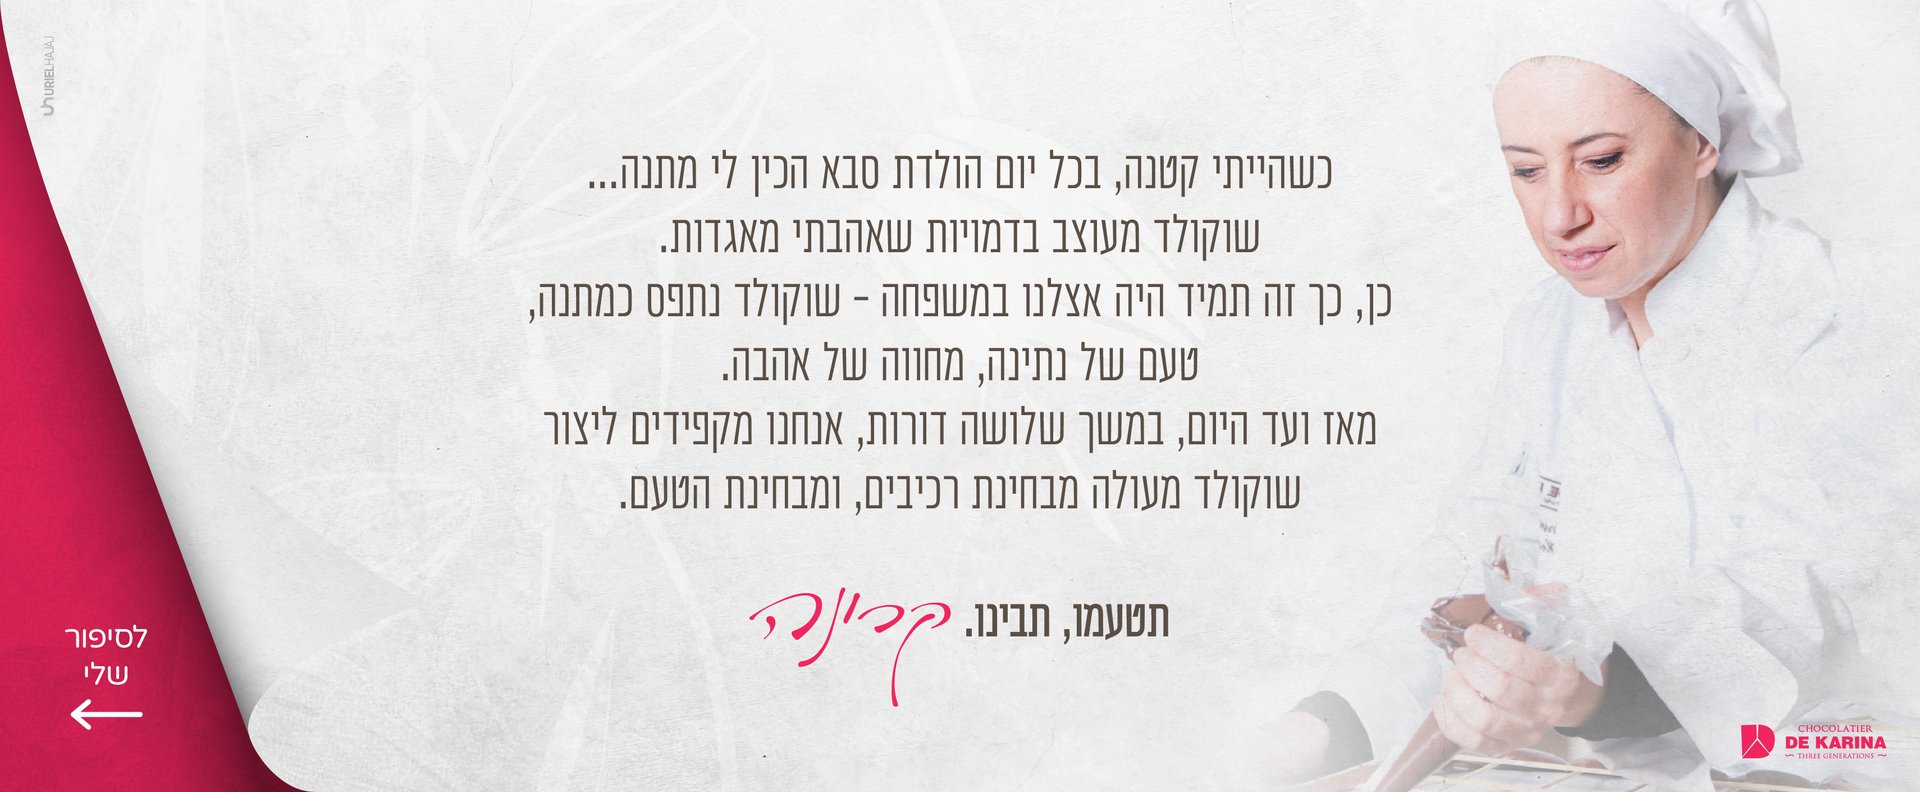 כשהייתי קטנה, בכל יום הולדת סבא הכין לי מתנה...
שוקולד מעוצב בדמויות שאהבתי מאגדות.
כן, כך זה תמיד היה אצלנו במשפחה - שוקולד נתפס כמתנה,
טעם של נתינה, מחווה של אהבה.
מאז ועד היום, במשך שלושה דורות, אנחנו מקפידים ליצור
שוקולד מעולה מבחינת רכיבים, ומבחינת הטעם.
תטעמו, תבינו. קרינה
לסיפור
שלי
URIELHAJAJ
CHOCOLATIER
DE KARINA
THREE GENERATIONS